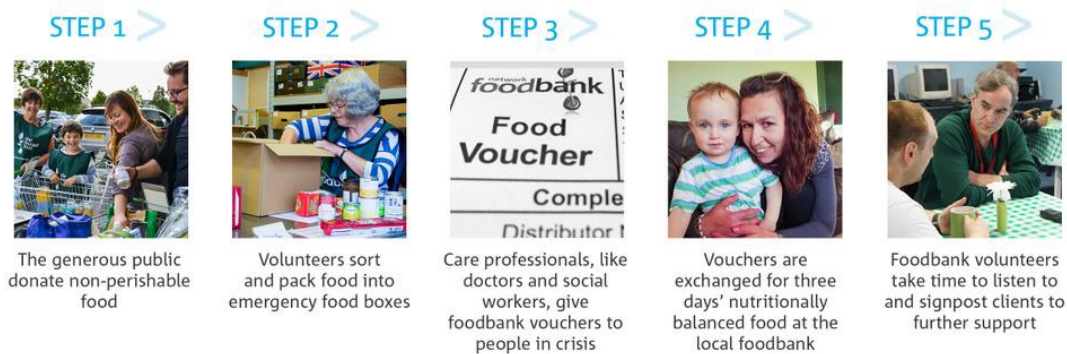 STEP 1 >
The generous public
donate non-perishable
food
STEP 2 >
Volunteers sort
and pack food into
emergency food boxes
STEP 3 >
network
foodbank
Food
Voucher
Comple
Distributor
Care professionals, like
doctors and social
workers, give
foodbank vouchers to
people in crisis
STEP 4 >
Vouchers are
exchanged for three
days' nutritionally
balanced food at the
local foodbank
STEP 5 >
Foodbank volunteers
take time to listen to
and signpost clients to
further support